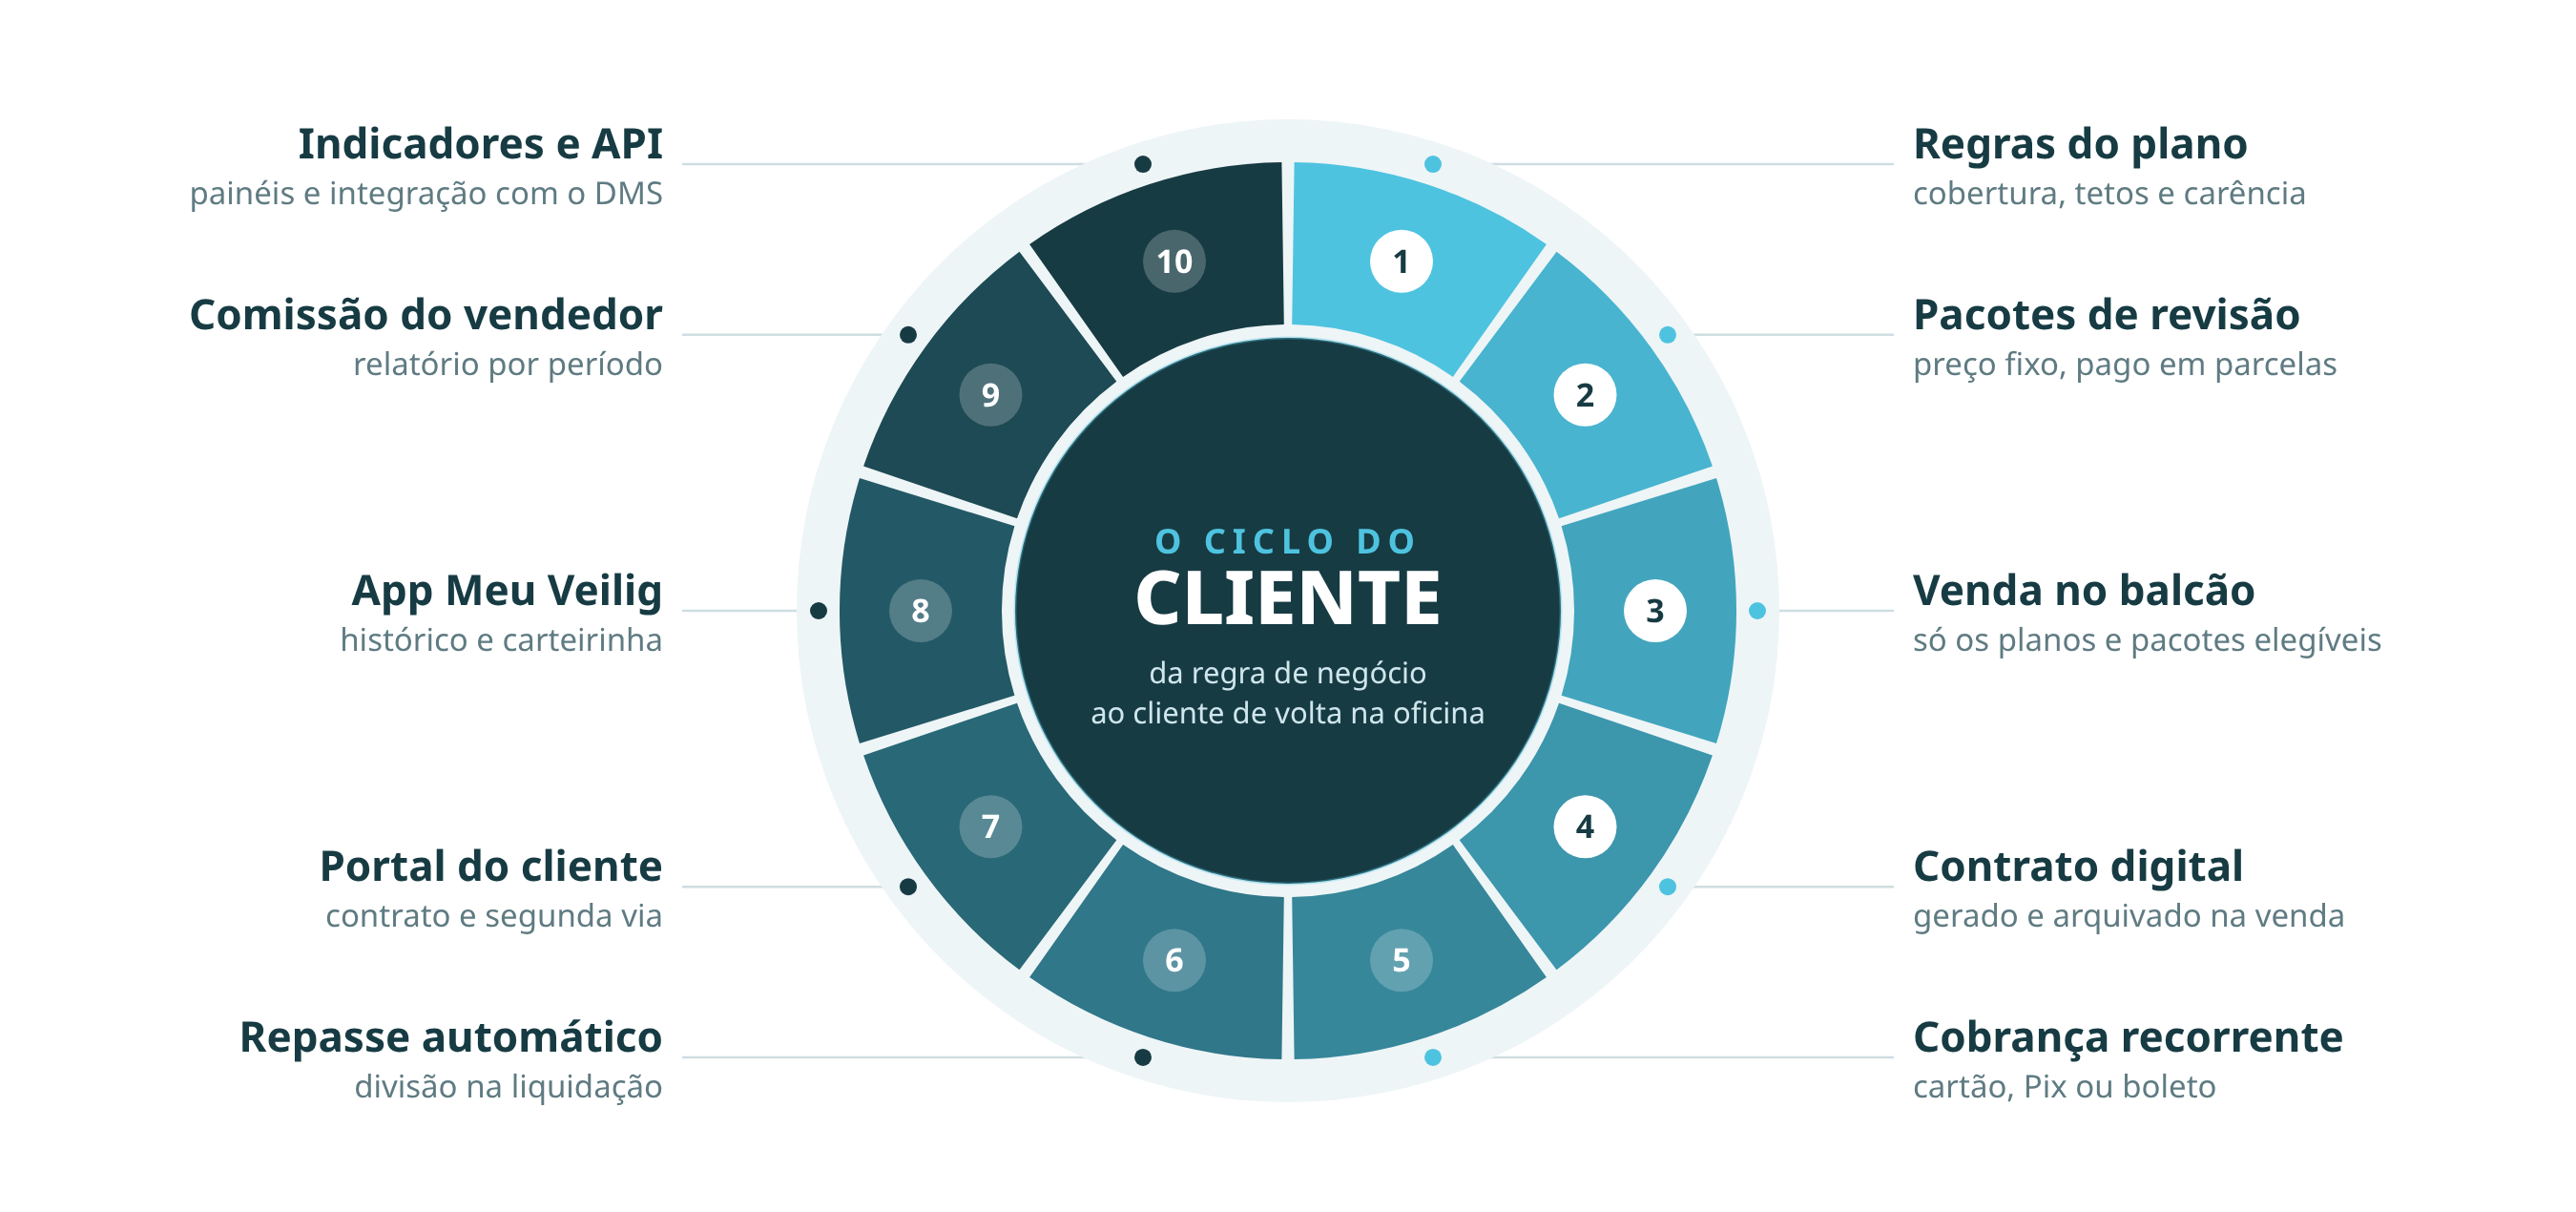 Indicadores e API
painéis e integração com o DMS
Comissão do vendedor
relatório por período
App Meu Veilig
histórico e carteirinha
Portal do cliente
contrato e segunda via
Repasse automático
divisão na liquidação
10
9
8
7
6
1
2
3
4
5
O CICLO DO
CLIENTE
da regra de negócio
ao cliente de volta na oficina
Regras do plano
cobertura, tetos e carência
Pacotes de revisão
preço fixo, pago em parcelas
Venda no balcão
só os planos e pacotes elegíveis
Contrato digital
gerado e arquivado na venda
Cobrança recorrente
cartão, Pix ou boleto